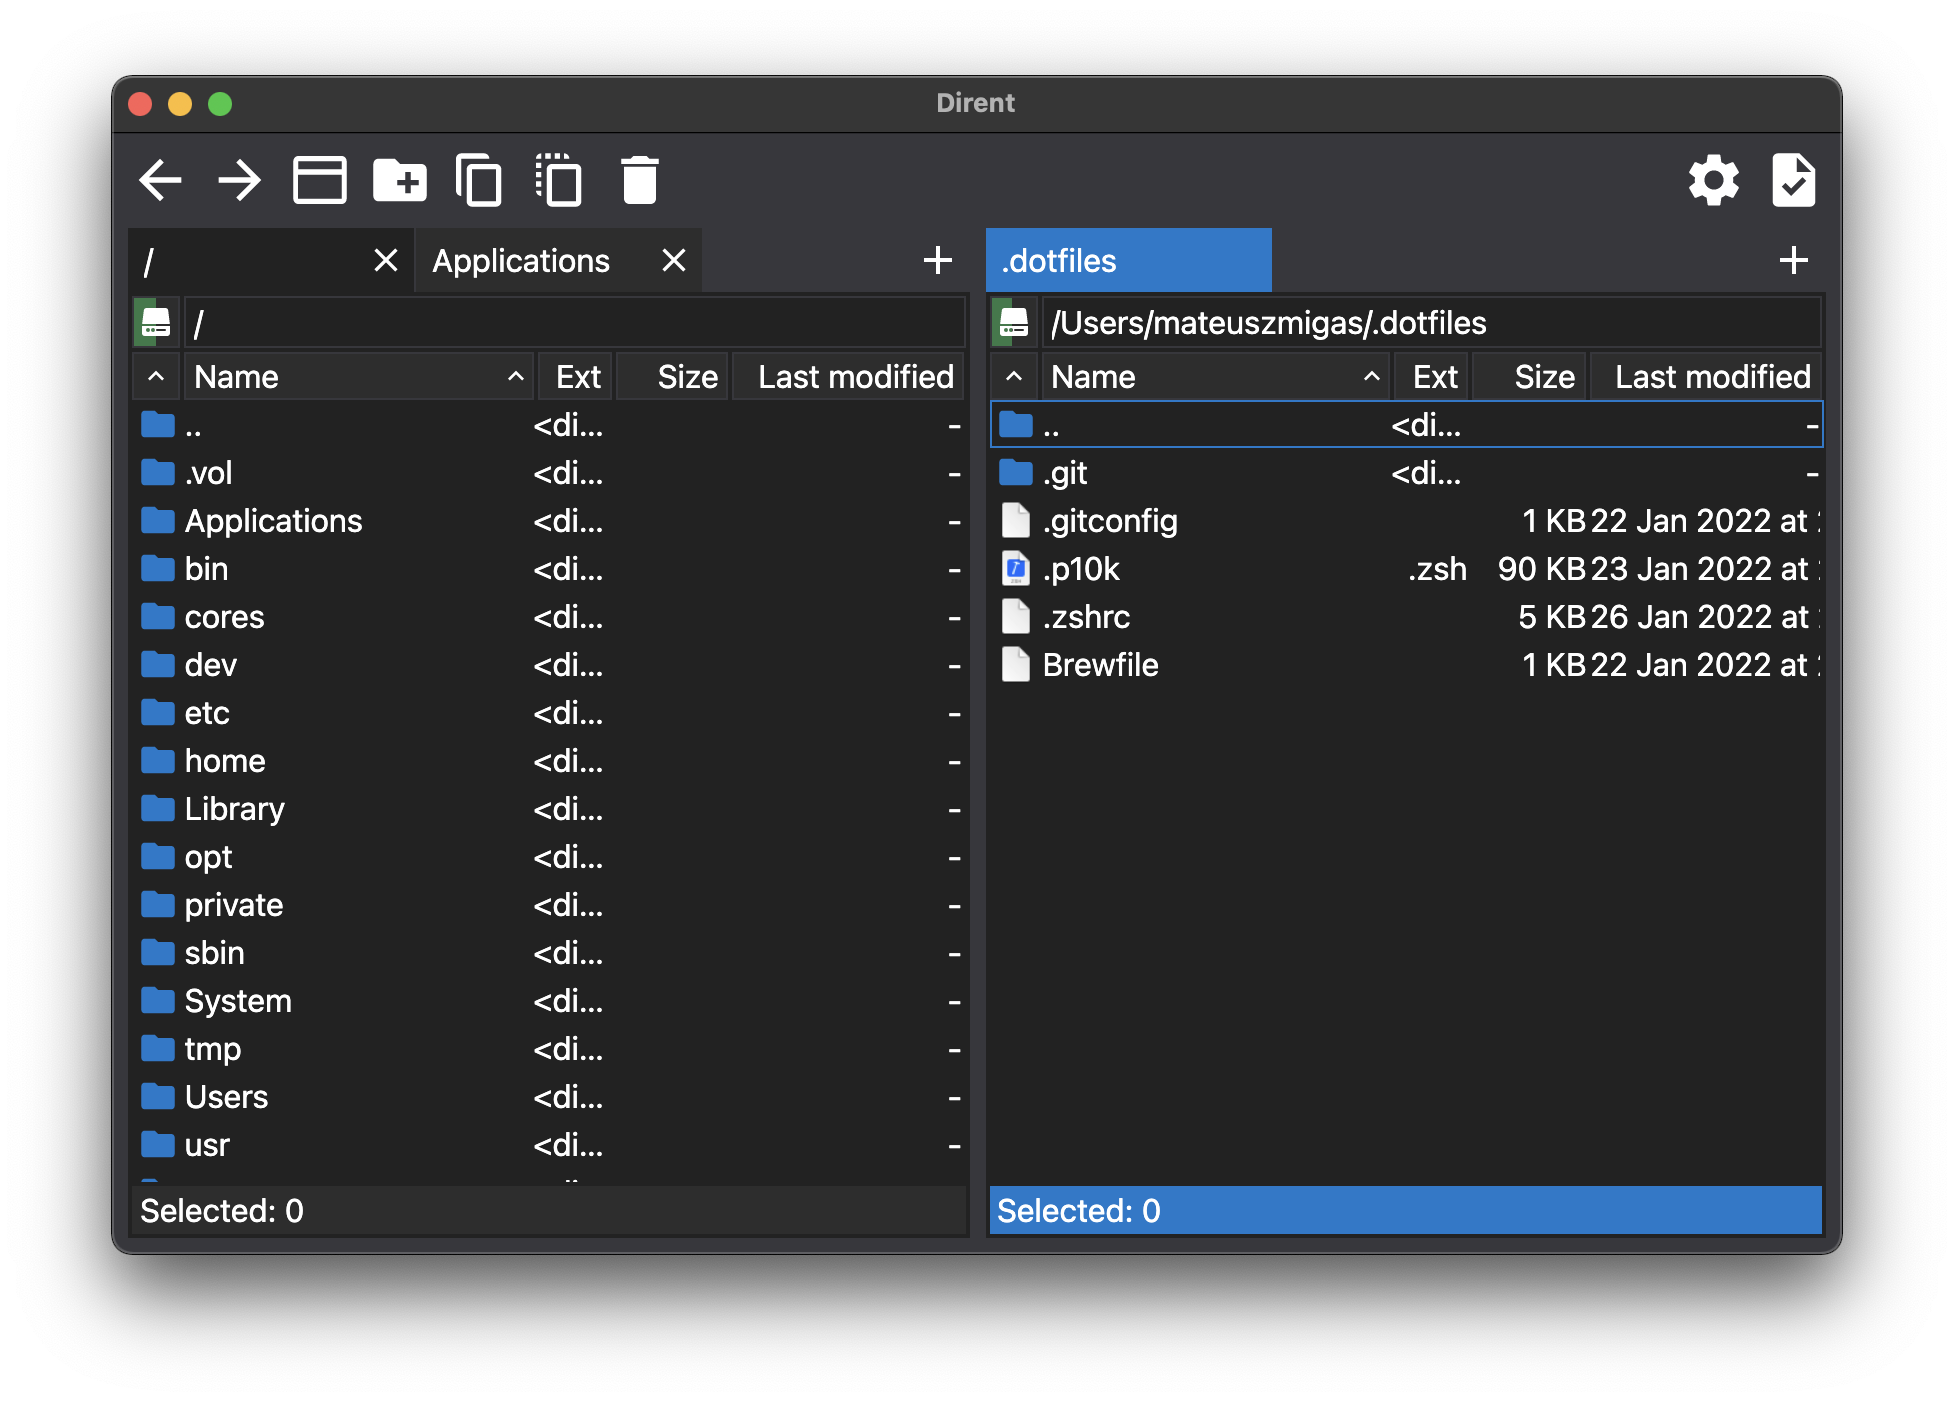 Dirent
/
Applications
/
Name Ext Size Last modified
.. <di... -
.vol <di... -
Applications <di... -
bin <di... -
cores <di... -
dev <di... -
etc <di... -
home <di... -
Library <di... -
opt <di... -
private <di... -
sbin <di... -
System <di... -
tmp <di... -
Users <di... -
usr <di... -
Selected: 0
.dotfiles
/Users/mateuszmigas/.dotfiles
Name Ext Size Last modified
.. <di... -
.git <di... -
.gitconfig 1 KB 22 Jan 2022 at
.p10k .zsh 90 KB 23 Jan 2022 at
.zshrc 5 KB 26 Jan 2022 at
Brewfile 1 KB 22 Jan 2022 at
Selected: 0